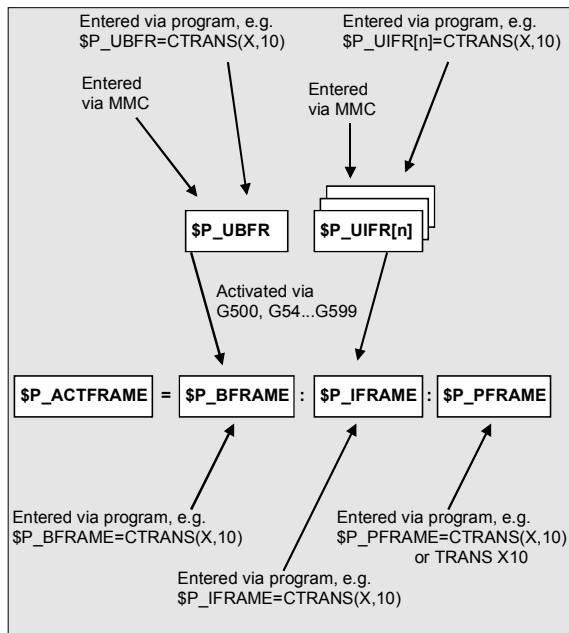 Entered via program, e.g.
$P_UBFR=CTRANS(X,10)
Entered via program, e.g.
$P_UIFR[n]=CTRANS(X,10)
Entered
via MMC
Entered
via MMC
$P_UBFR
$P_UIFR[n]
Activated via
G500, G54...G599
$P_ACTFRAME = $P_BFRAME : $P_IFRAME : $P_PFRAME
Entered via program, e.g.
$P_BFRAME=CTRANS(X,10)
Entered via program, e.g.
$P_PFRAME=CTRANS(X,10)
or TRANS X10
Entered via program, e.g.
$P_IFRAME=CTRANS(X,10)